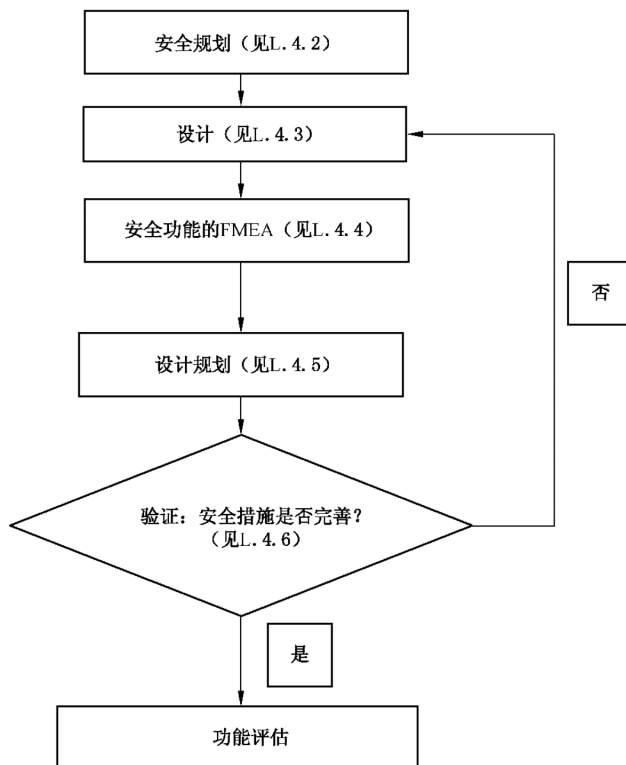 安全规划（见L.4.2）
设计（见L.4.3）
安全功能的FMEA（见L.4.4）
否
设计规划（见L.4.5）
验证：安全措施是否完善？
（见L.4.6）
是
功能评估